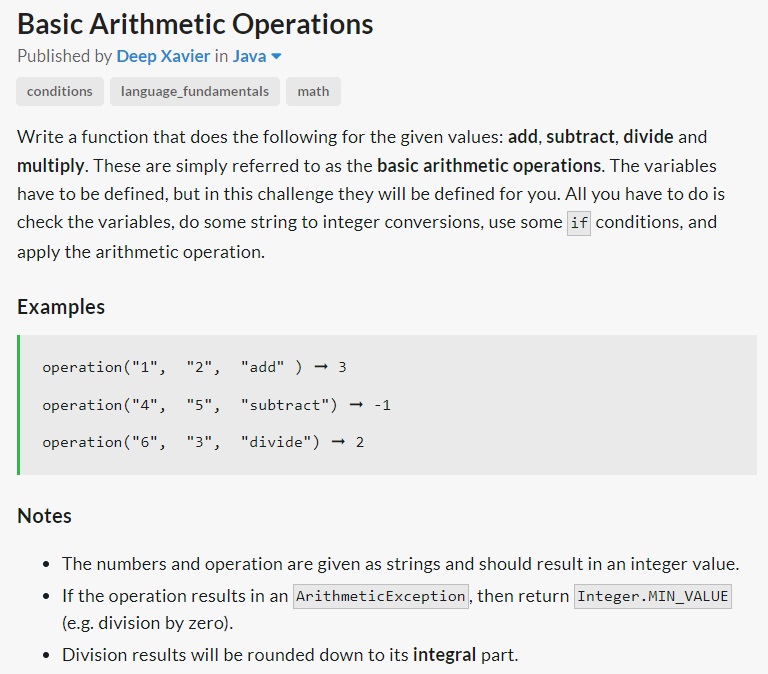 Basic Arithmetic Operations
Published by Deep Xavier in Java
conditions language_fundamentals math
Write a function that does the following for the given values: add, subtract, divide and
multiply. These are simply referred to as the basic arithmetic operations. The variables
have to be defined, but in this challenge they will be defined for you. All you have to do is
check the variables, do some string to integer conversions, use some if conditions, and
apply the arithmetic operation.
Examples
operation("1", "2", "add" ) ➞ 3
operation("4", "5", "subtract") ➞ -1
operation("6", "3", "divide") ➞ 2
Notes
• The numbers and operation are given as strings and should result in an integer value.
• If the operation results in an ArithmeticException, then return Integer.MIN_VALUE
(e.g. division by zero).
• Division results will be rounded down to its integral part.